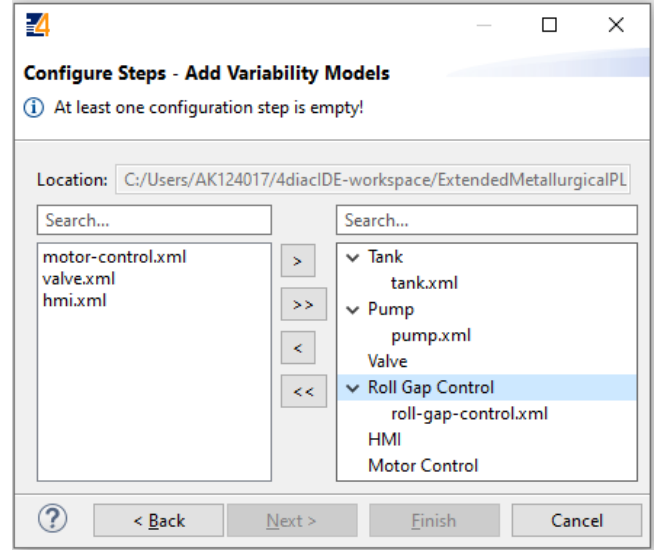 4
Configure Steps - Add Variability Models
At least one configuration step is empty!
Location: C:/Users/AK124017/4diacIDE-workspace/ExtendedMetallurgicalPL
Search...
Search...
motor-control.xml
valve.xml
hmi.xml
>
>>
<
<<
Tank
tank.xml
Pump
pump.xml
Valve
Roll Gap Control
roll-gap-control.xml
HMI
Motor Control
?
< Back
Next >
Finish
Cancel